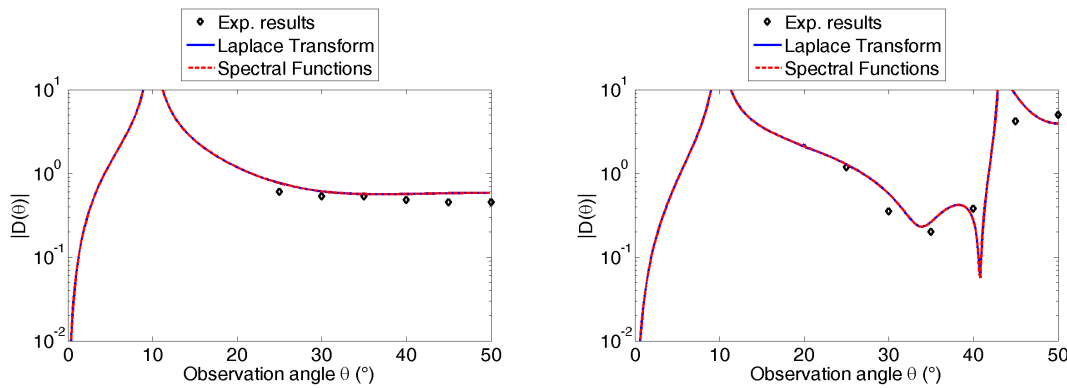 Exp. results
Laplace Transform
Spectral Functions
10^1
10^0
10^-1
10^-2
|D(θ)|
0 10 20 30 40 50
Observation angle θ (°)
Exp. results
Laplace Transform
Spectral Functions
10^1
10^0
10^-1
10^-2
|D(θ)|
0 10 20 30 40 50
Observation angle θ (°)